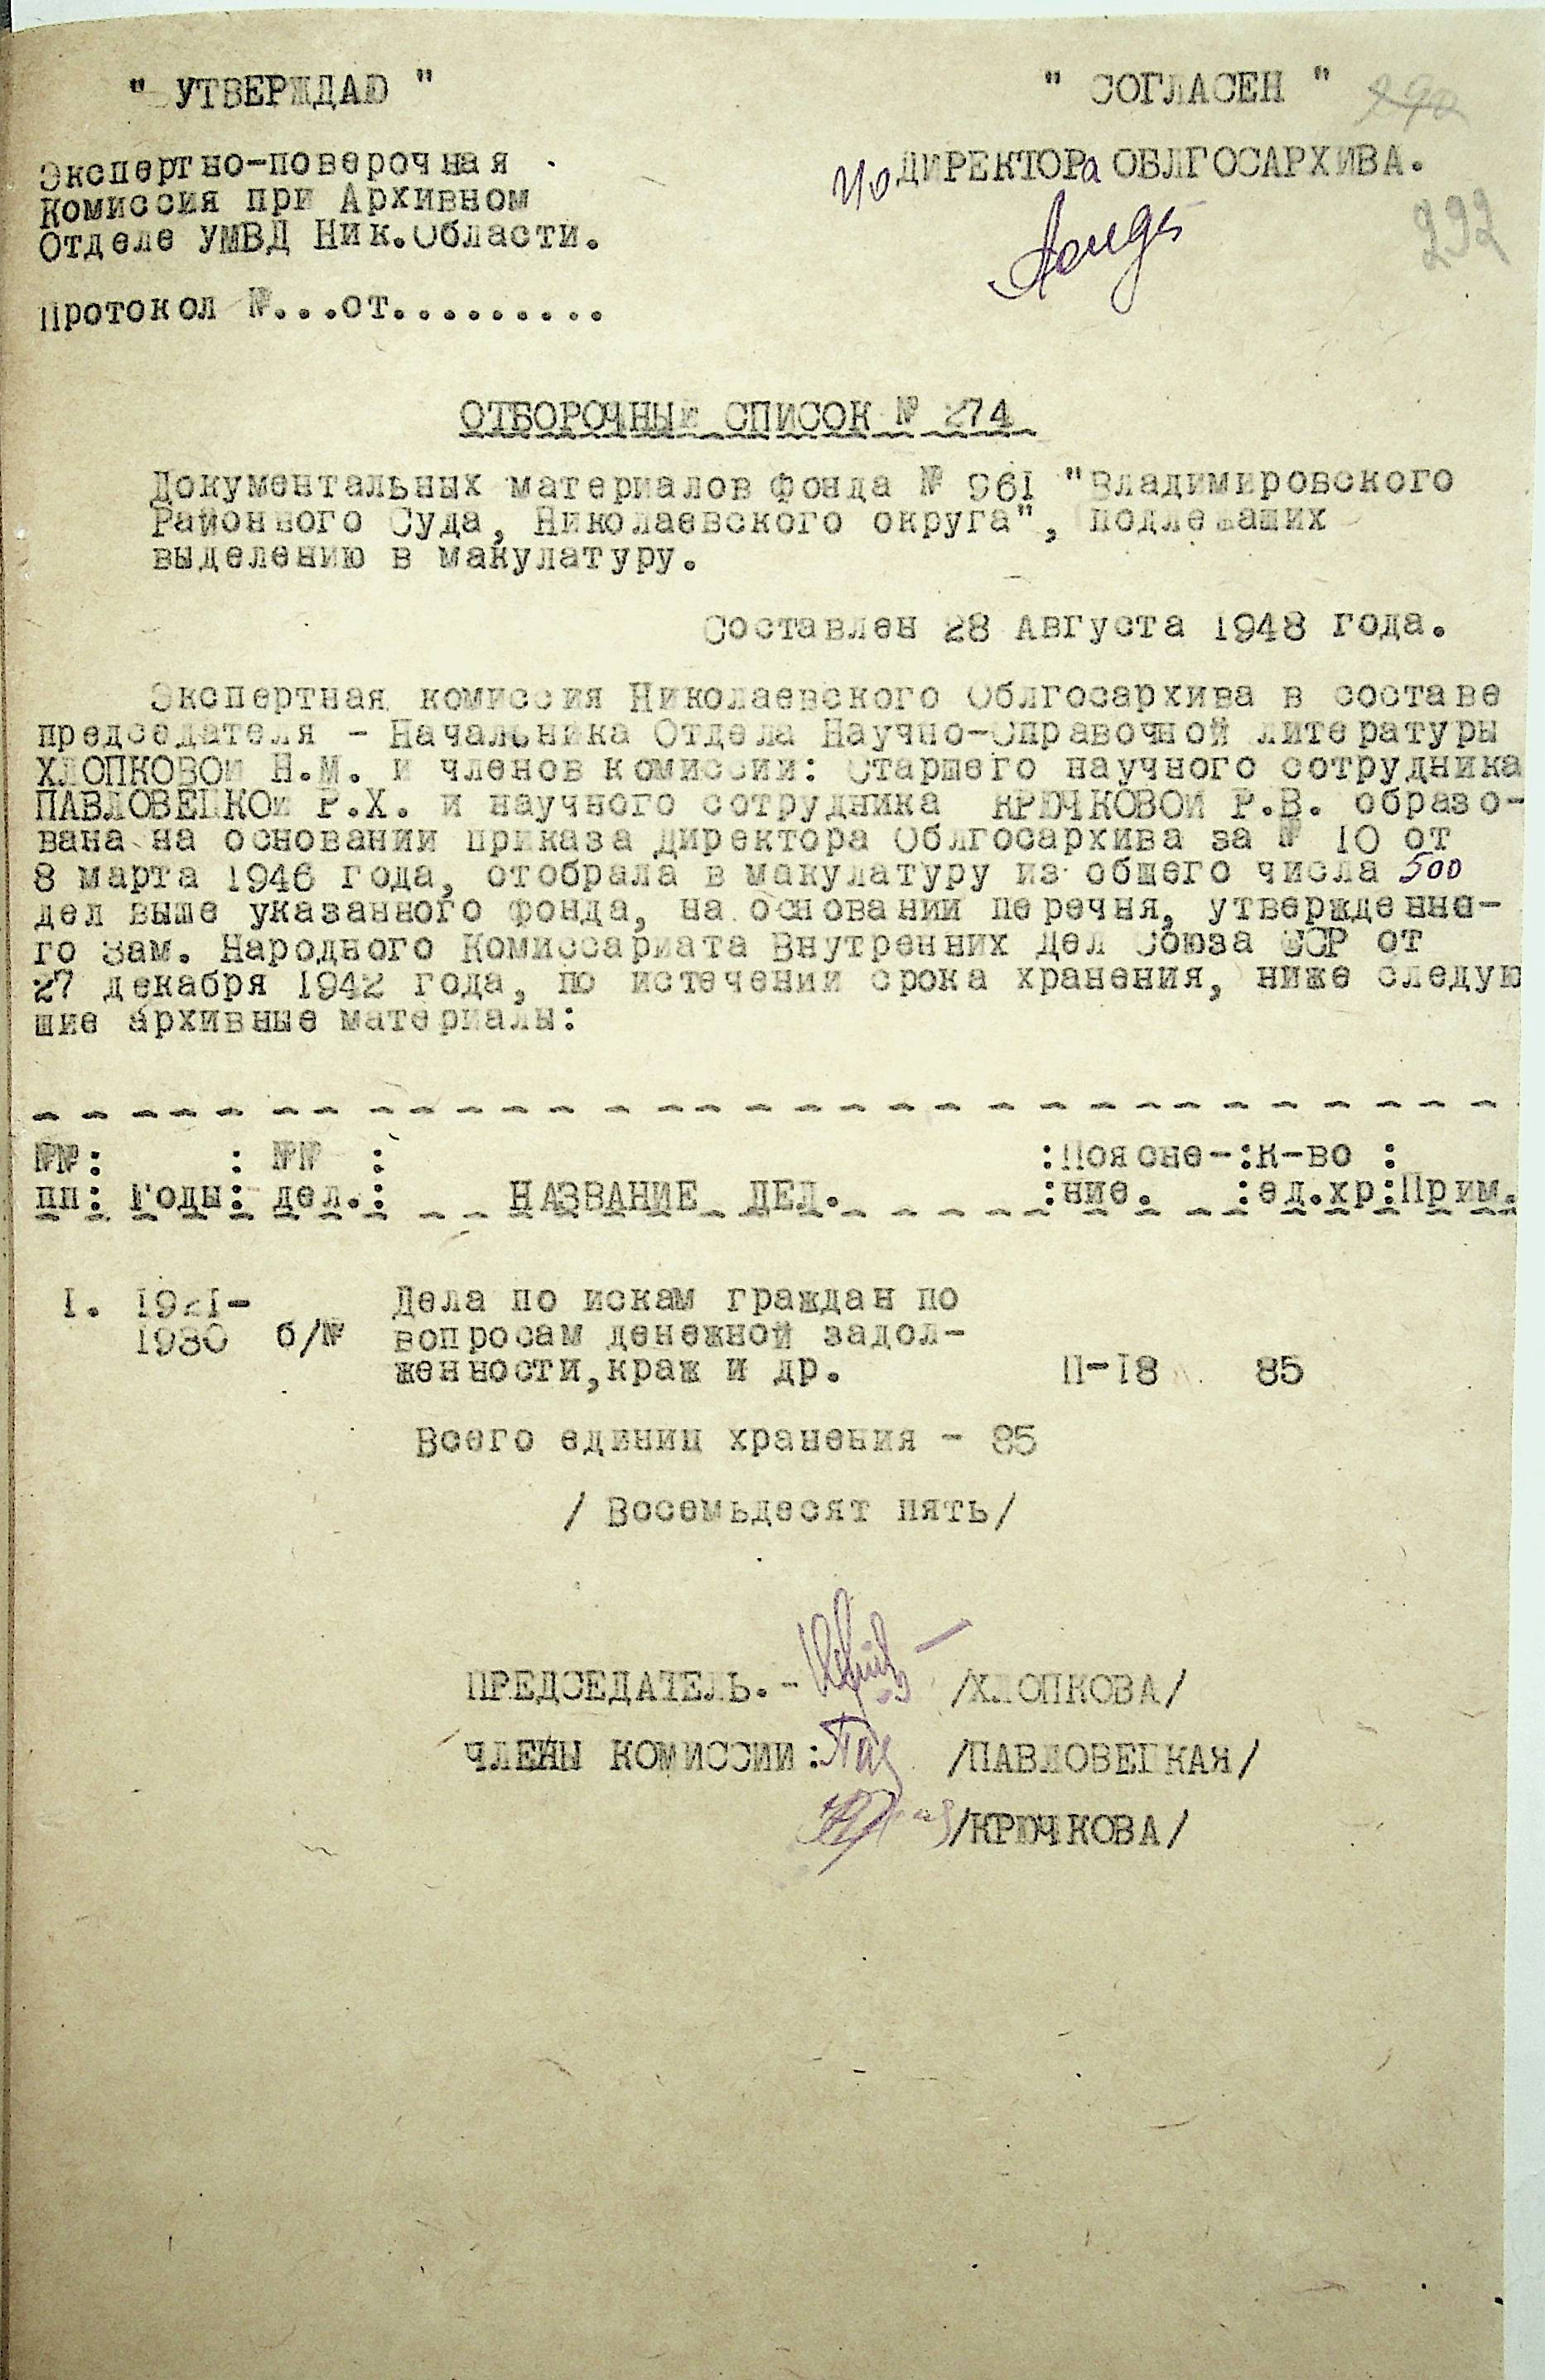 " УТВЕРЖДАЮ "
" СОГЛАСЕН "
Экспертно-поверочная
Комиссия при Архивном
Отделе УМВД Ник.Области.
Протокол №...от.........
ио ДИРЕКТОРа ОБЛГОСАРХИВА.
292
ОТБОРОЧНЫЙ СПИСОК № 274
Документальных материалов фонда № 961 "Владимировского
Районного Суда, Николаевского округа", подлежащих
выделению в макулатуру.
Составлен 28 Августа 1948 года.
Экспертная комиссия Николаевского Облгосархива в составе
председателя - Начальника Отдела Научно-Справочной литературы
ХЛОПКОВОЙ Н.М. и членов комиссии: Старшего научного сотрудника
ПАВЛОВЕЦКОЙ Р.Х. и научного сотрудника КРЮЧКОВОЙ Р.В. образо-
вана на основании приказа директора Облгосархива за № 10 от
8 марта 1946 года, отобрала в макулатуру из общего числа 500
дел выше указанного фонда, на основании перечня, утвержденно-
го Зам. Народного Комиссариата Внутренних Дел Союза ССР от
27 декабря 1942 года, по истечении срока хранения, ниже следую
щие архивные материалы:
№№: : №№ : :Поясне-:К-во :
пп: Годы: дел.: НАЗВАНИЕ ДЕЛ. :ние. :ед.хр:Прим.
I. 1921- Дела по искам граждан по
1930 б/№ вопросам денежной задол-
женности,краж и др. II-I8 85
Всего единиц хранения - 85
/ Восемьдесят пять/
ПРЕДСЕДАТЕЛЬ.- /ХЛОПКОВА/
ЧЛЕНЫ КОМИССИИ: /ПАВЛОВЕЦКАЯ/
/КРЮЧКОВА/